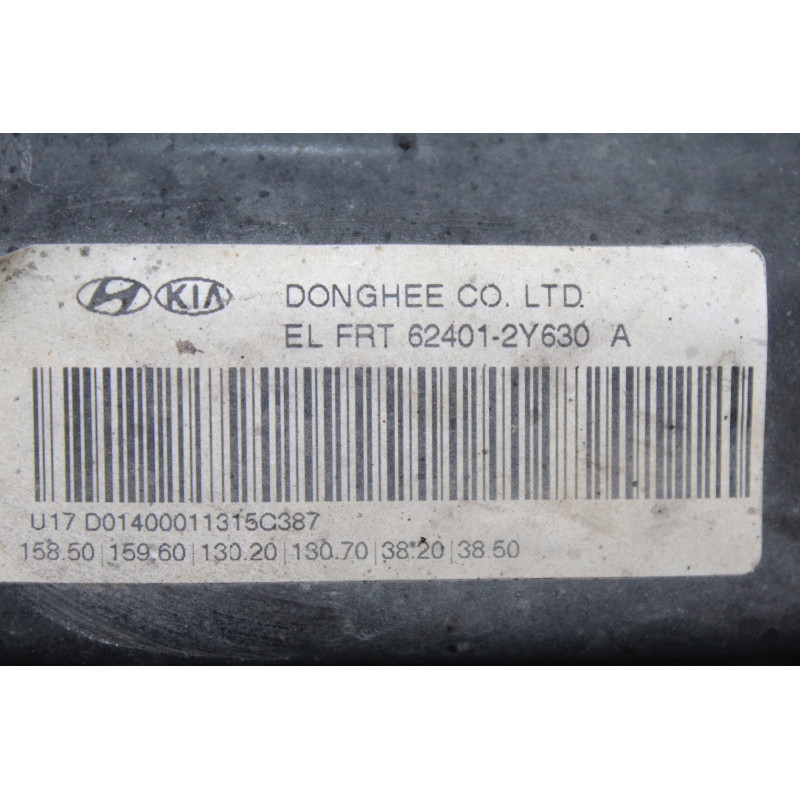 KIA DONGHEE CO. LTD.
EL FRT 62401-2Y630 A
U17 D01400011315C387
158.50 | 159.60 | 130.20 | 130.70 | 38.20 | 38.50